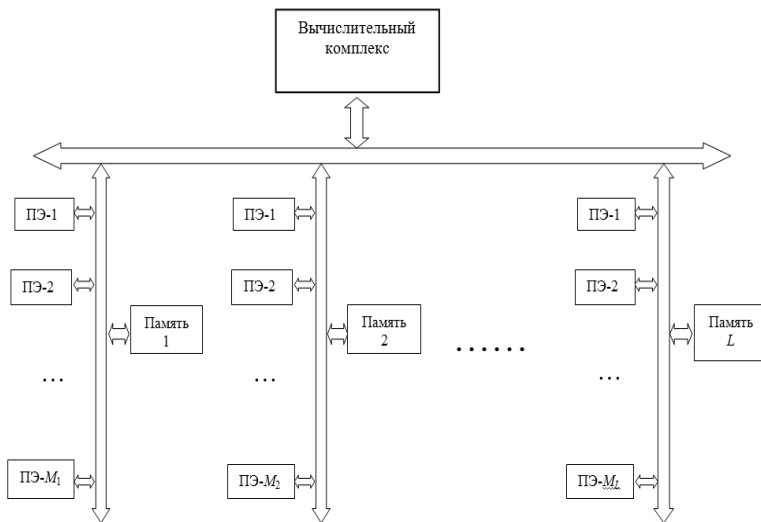 Вычислительный
комплекс
ПЭ-1
ПЭ-1
ПЭ-1
ПЭ-2
ПЭ-2
ПЭ-2
Память
1
Память
2
......
Память
L
...
...
...
ПЭ-M₁
ПЭ-M₂
ПЭ-M_L